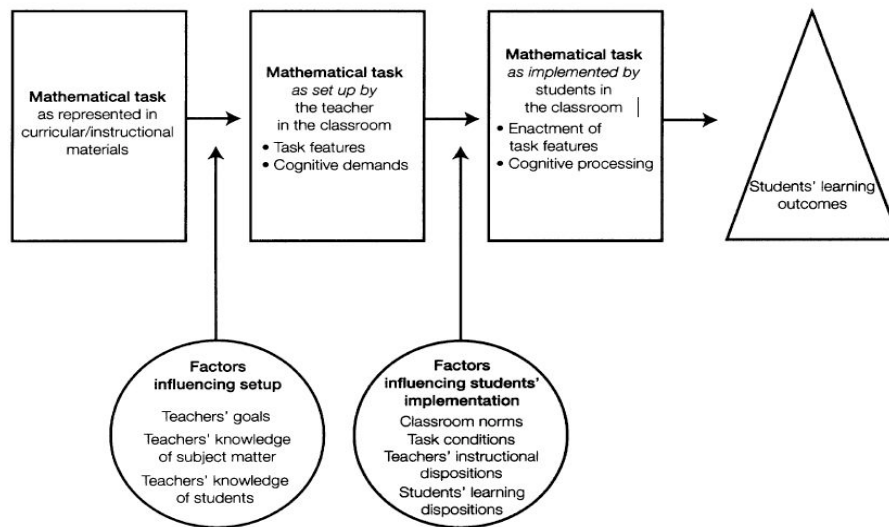 Mathematical task
as represented in
curricular/instructional
materials
Mathematical task
as set up by
the teacher
in the classroom
• Task features
• Cognitive demands
Mathematical task
as implemented by
students in
the classroom
• Enactment of
task features
• Cognitive processing
Students' learning
outcomes
Factors
influencing setup
Teachers' goals
Teachers' knowledge
of subject matter
Teachers' knowledge
of students
Factors
influencing students'
implementation
Classroom norms
Task conditions
Teachers' instructional
dispositions
Students' learning
dispositions